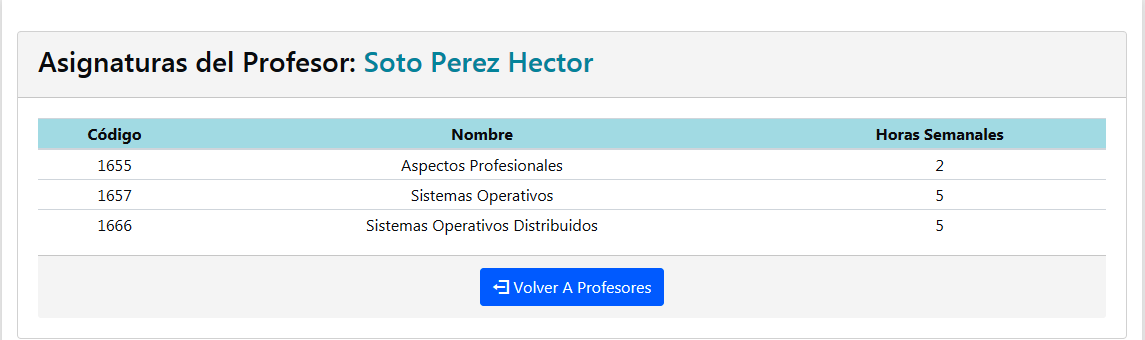 Asignaturas del Profesor: Soto Perez Hector
Código Nombre Horas Semanales
1655 Aspectos Profesionales 2
1657 Sistemas Operativos 5
1666 Sistemas Operativos Distribuidos 5
Volver A Profesores